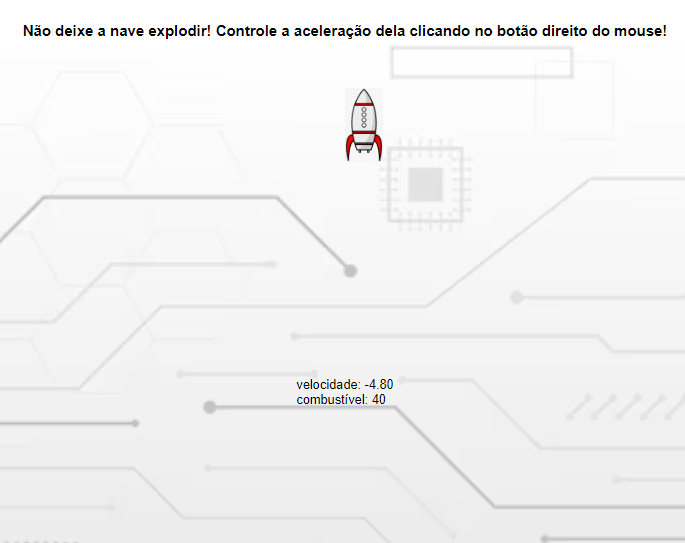 Não deixe a nave explodir! Controle a aceleração dela clicando no botão direito do mouse!
velocidade: -4.80
combustível: 40